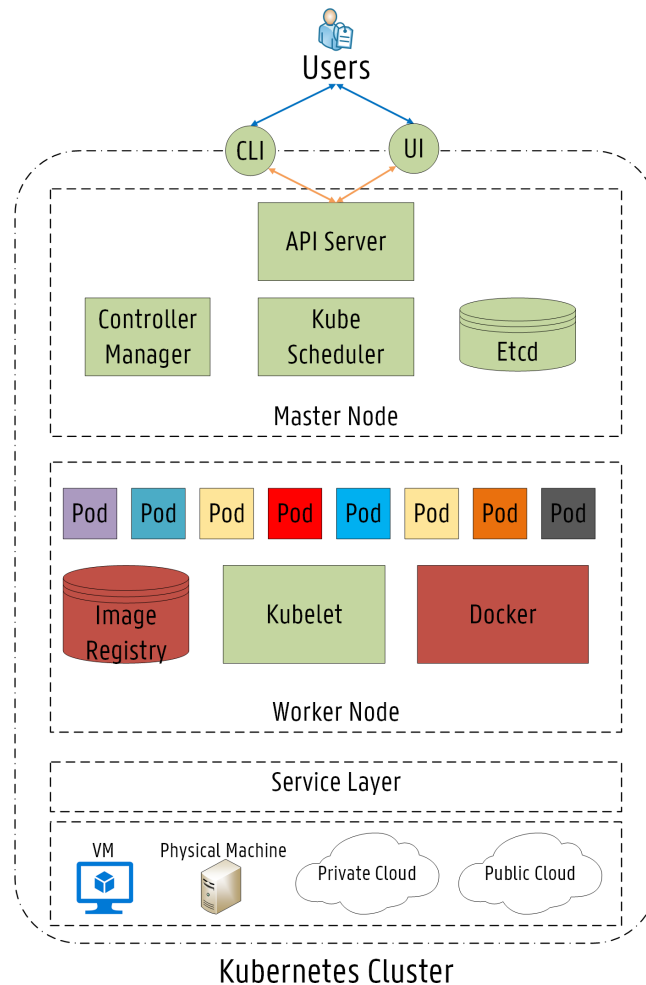 Users
CLI
UI
API Server
Controller
Manager
Kube
Scheduler
Etcd
Master Node
Pod Pod Pod Pod Pod Pod Pod Pod
Image
Registry
Kubelet
Docker
Worker Node
Service Layer
VM
Physical Machine
Private Cloud
Public Cloud
Kubernetes Cluster